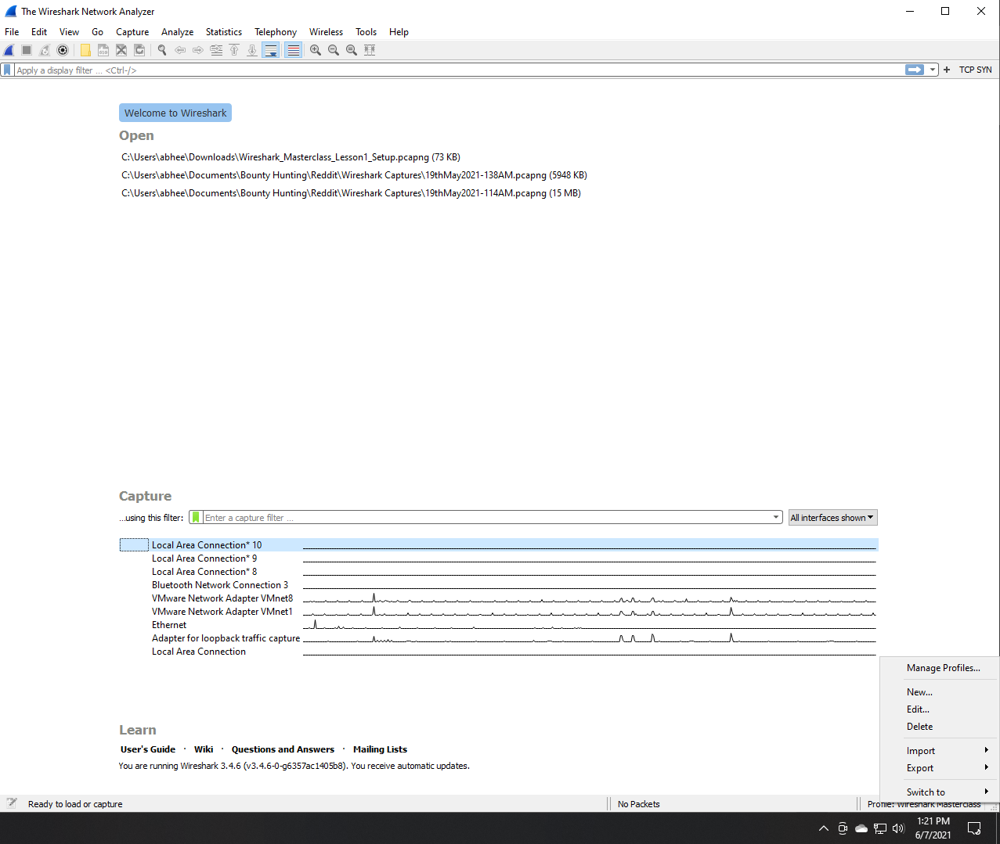 The Wireshark Network Analyzer
File Edit View Go Capture Analyze Statistics Telephony Wireless Tools Help
Apply a display filter ... <Ctrl-/> + TCP SYN
Welcome to Wireshark
Open
C:\Users\abhee\Downloads\Wireshark_Masterclass_Lesson1_Setup.pcapng (73 KB)
C:\Users\abhee\Documents\Bounty Hunting\Reddit\Wireshark Captures\19thMay2021-138AM.pcapng (5948 KB)
C:\Users\abhee\Documents\Bounty Hunting\Reddit\Wireshark Captures\19thMay2021-114AM.pcapng (15 MB)
Capture
...using this filter: Enter a capture filter ... All interfaces shown
Local Area Connection* 10
Local Area Connection* 9
Local Area Connection* 8
Bluetooth Network Connection 3
VMware Network Adapter VMnet8
VMware Network Adapter VMnet1
Ethernet
Adapter for loopback traffic capture
Local Area Connection
Manage Profiles...
New...
Edit...
Delete
Import
Export
Switch to
Learn
User's Guide · Wiki · Questions and Answers · Mailing Lists
You are running Wireshark 3.4.6 (v3.4.6-0-g6357ac1405b8). You receive automatic updates.
Ready to load or capture No Packets Profile: Wireshark Masterclass
1:21 PM
6/7/2021